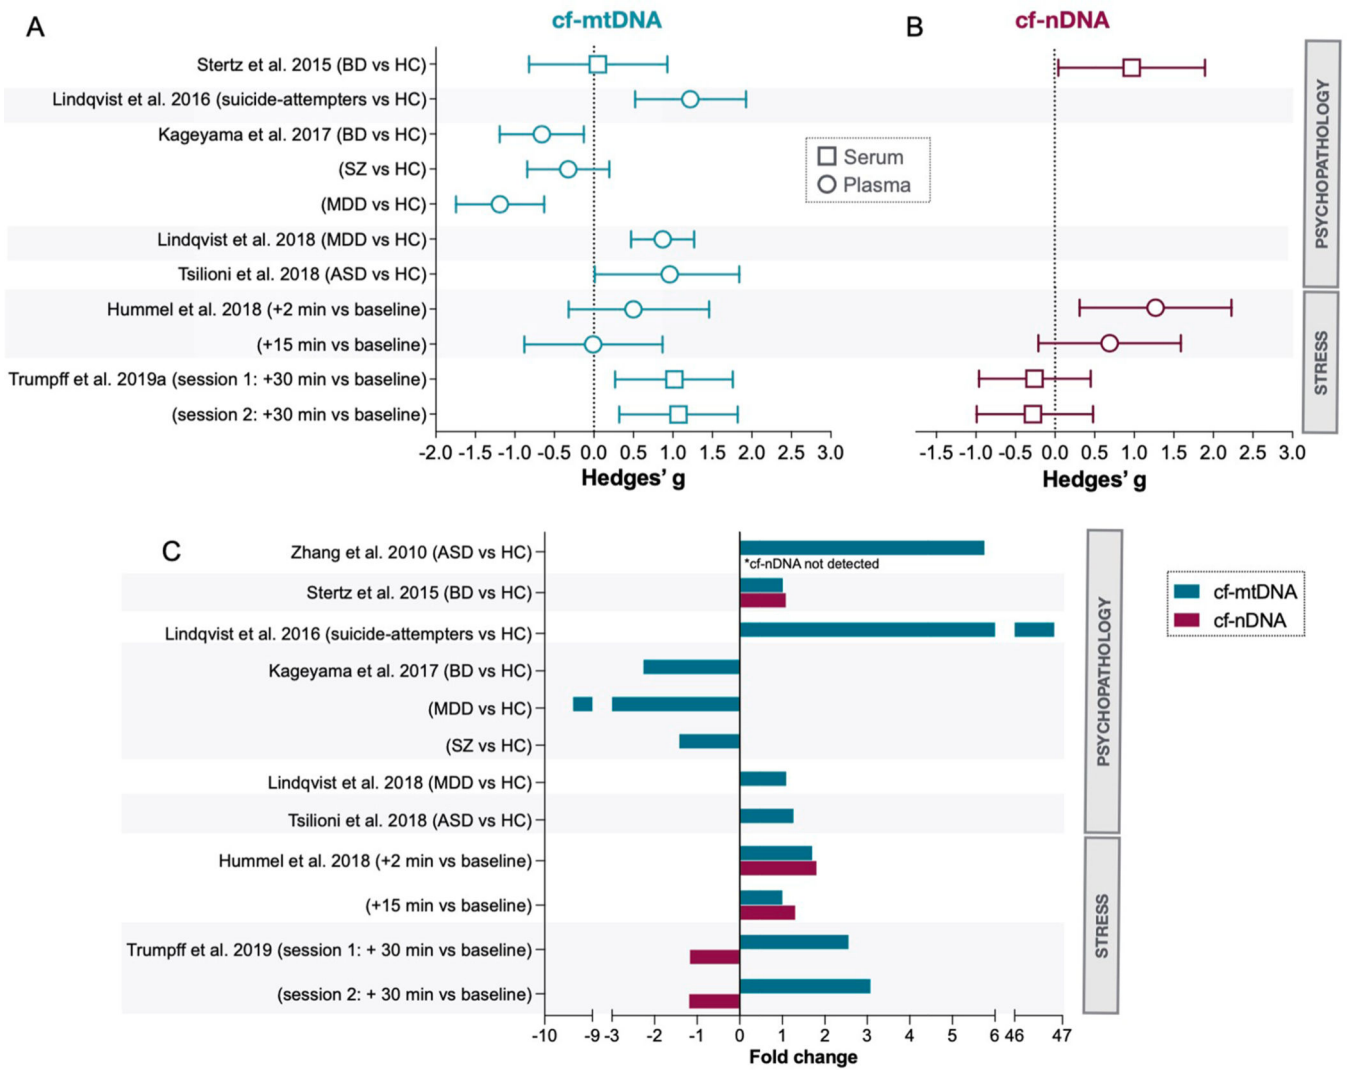 A
cf-mtDNA
B
cf-nDNA
Stertz et al. 2015 (BD vs HC)
Lindqvist et al. 2016 (suicide-attempters vs HC)
Kageyama et al. 2017 (BD vs HC)
(SZ vs HC)
(MDD vs HC)
Lindqvist et al. 2018 (MDD vs HC)
Tsilioni et al. 2018 (ASD vs HC)
Hummel et al. 2018 (+2 min vs baseline)
(+15 min vs baseline)
Trumpff et al. 2019a (session 1: +30 min vs baseline)
(session 2: +30 min vs baseline)
Serum
Plasma
PSYCHOPATHOLOGY
STRESS
-2.0 -1.5 -1.0 -0.5 0.0 0.5 1.0 1.5 2.0 2.5 3.0
Hedges' g
-1.5 -1.0 -0.5 0.0 0.5 1.0 1.5 2.0 2.5 3.0
Hedges' g
C
Zhang et al. 2010 (ASD vs HC)
*cf-nDNA not detected
Stertz et al. 2015 (BD vs HC)
Lindqvist et al. 2016 (suicide-attempters vs HC)
Kageyama et al. 2017 (BD vs HC)
(MDD vs HC)
(SZ vs HC)
Lindqvist et al. 2018 (MDD vs HC)
Tsilioni et al. 2018 (ASD vs HC)
Hummel et al. 2018 (+2 min vs baseline)
(+15 min vs baseline)
Trumpff et al. 2019 (session 1: + 30 min vs baseline)
(session 2: + 30 min vs baseline)
cf-mtDNA
cf-nDNA
PSYCHOPATHOLOGY
STRESS
-10 -9 -3 -2 -1 0 1 2 3 4 5 6 46 47
Fold change